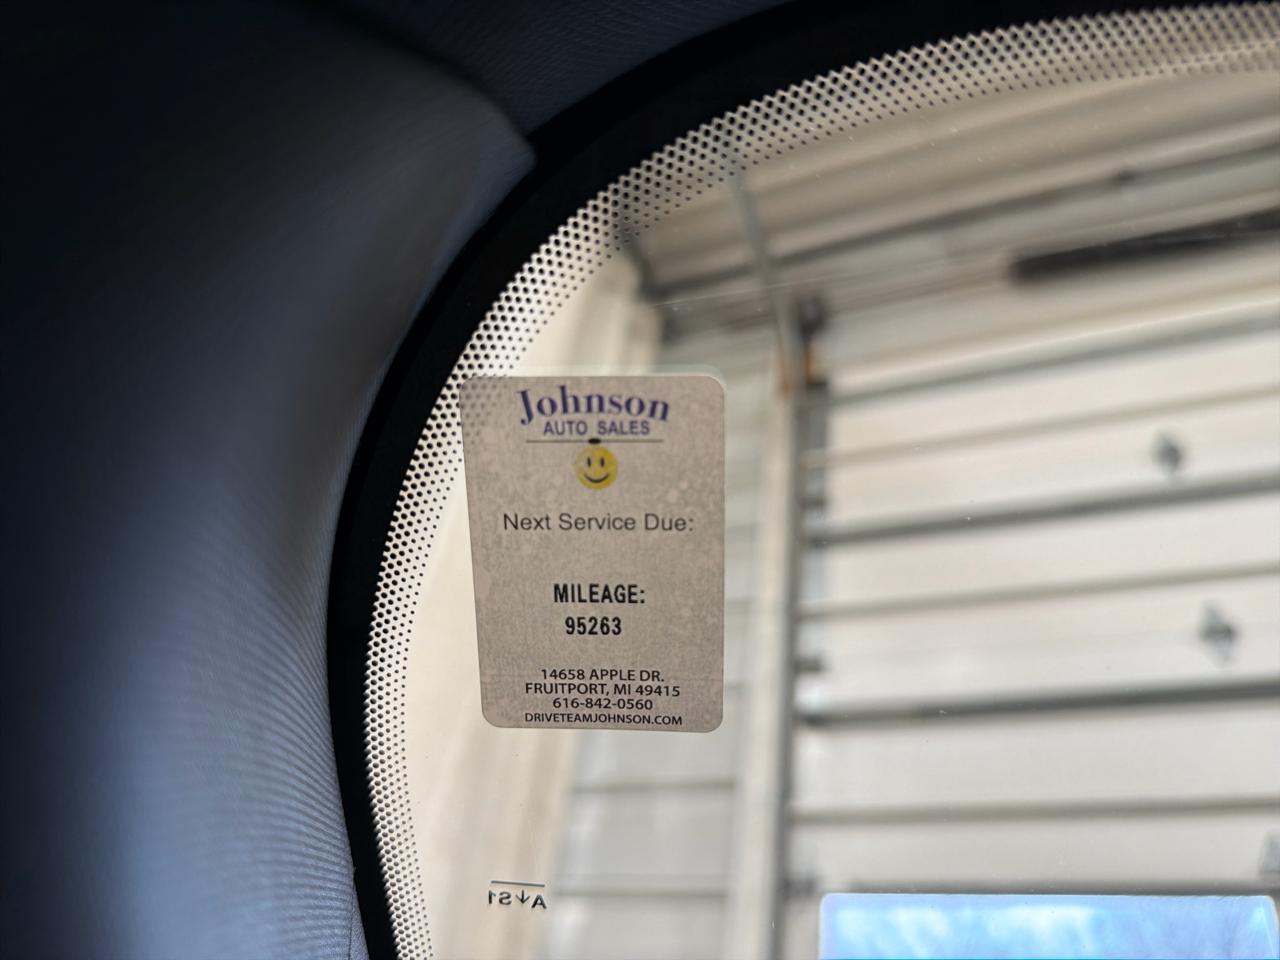 Johnson
AUTO SALES
Next Service Due:
MILEAGE:
95263
14658 APPLE DR.
FRUITPORT, MI 49415
616-842-0560
DRIVETEAMJOHNSON.COM
A↓S1